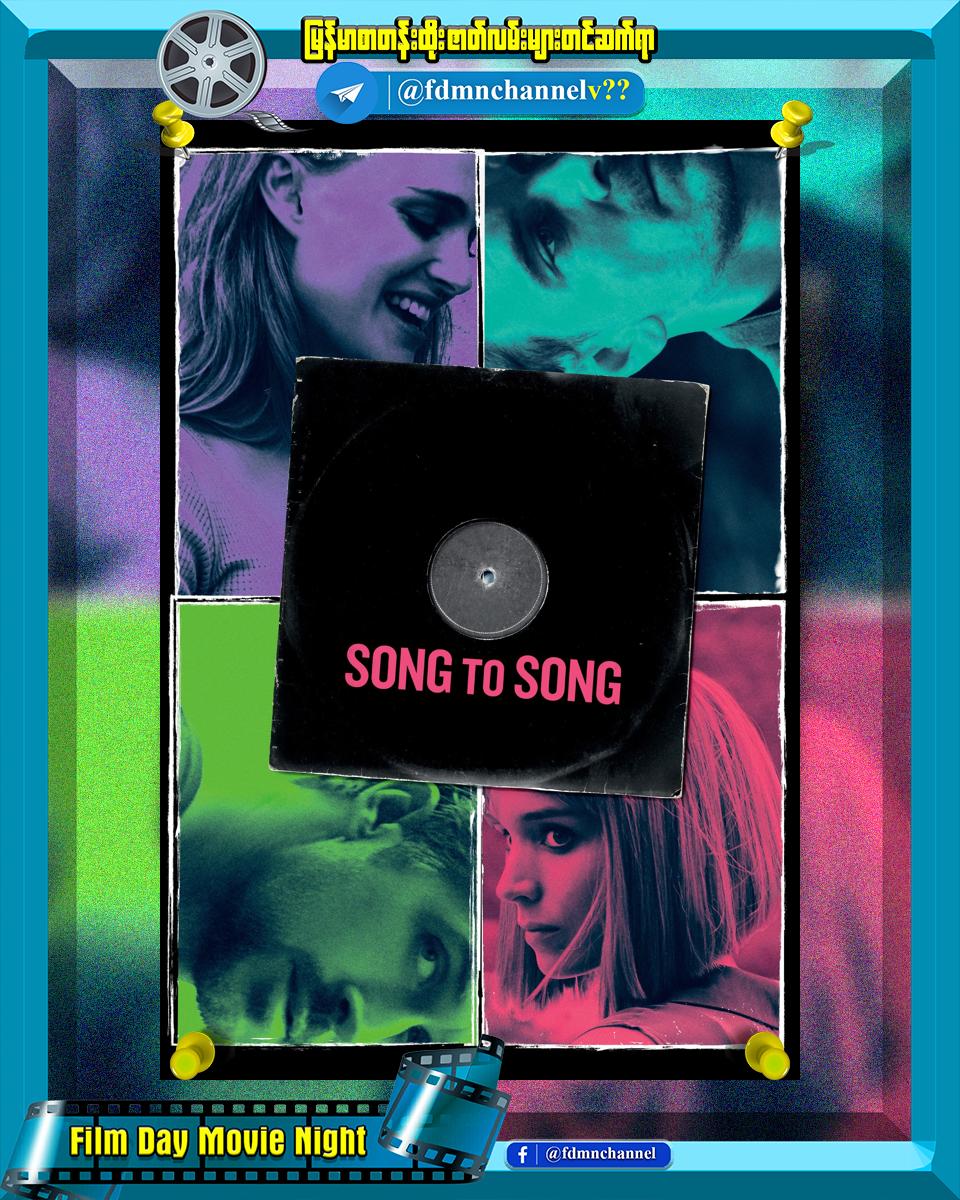 မြန်မာစာတန်းထိုးဇာတ်လမ်းများတင်ဆက်ရာ
@fdmnchannelv??
SONG TO SONG
Film Day Movie Night
@fdmnchannel